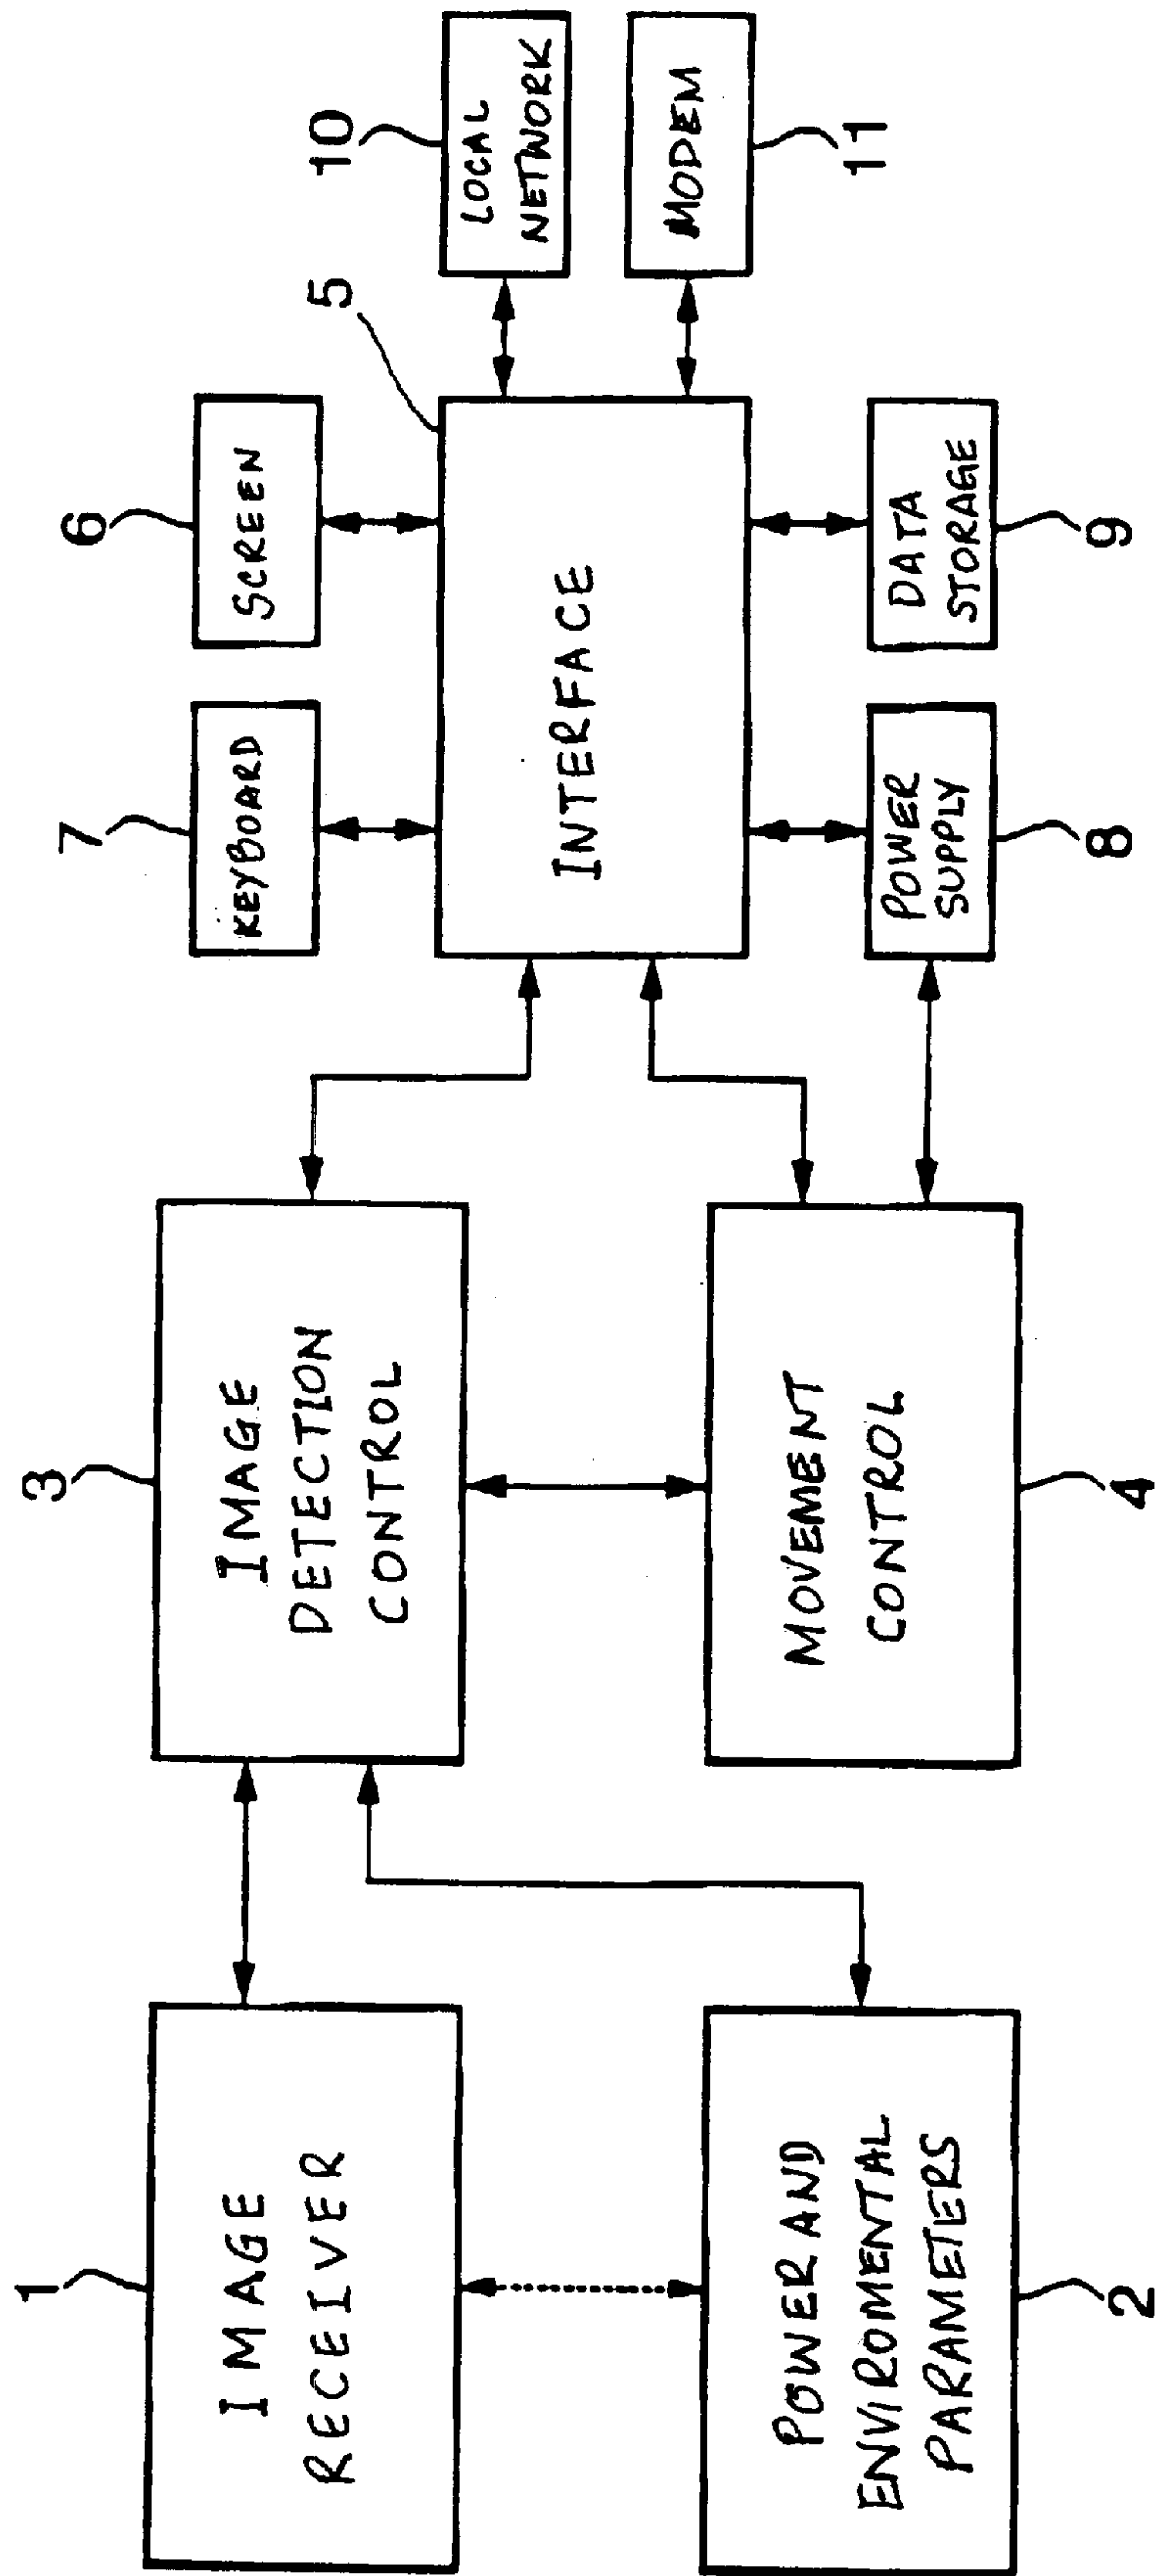 1
IMAGE
RECEIVER
POWER AND
ENVIROMENTAL
PARAMETERS
2
3
IMAGE
DETECTION
CONTROL
MOVEMENT
CONTROL
4
7
KEYBOARD
6
SCREEN
5
INTERFACE
POWER
SUPPLY
8
DATA
STORAGE
9
10
LOCAL
NETWORK
MODEM
11